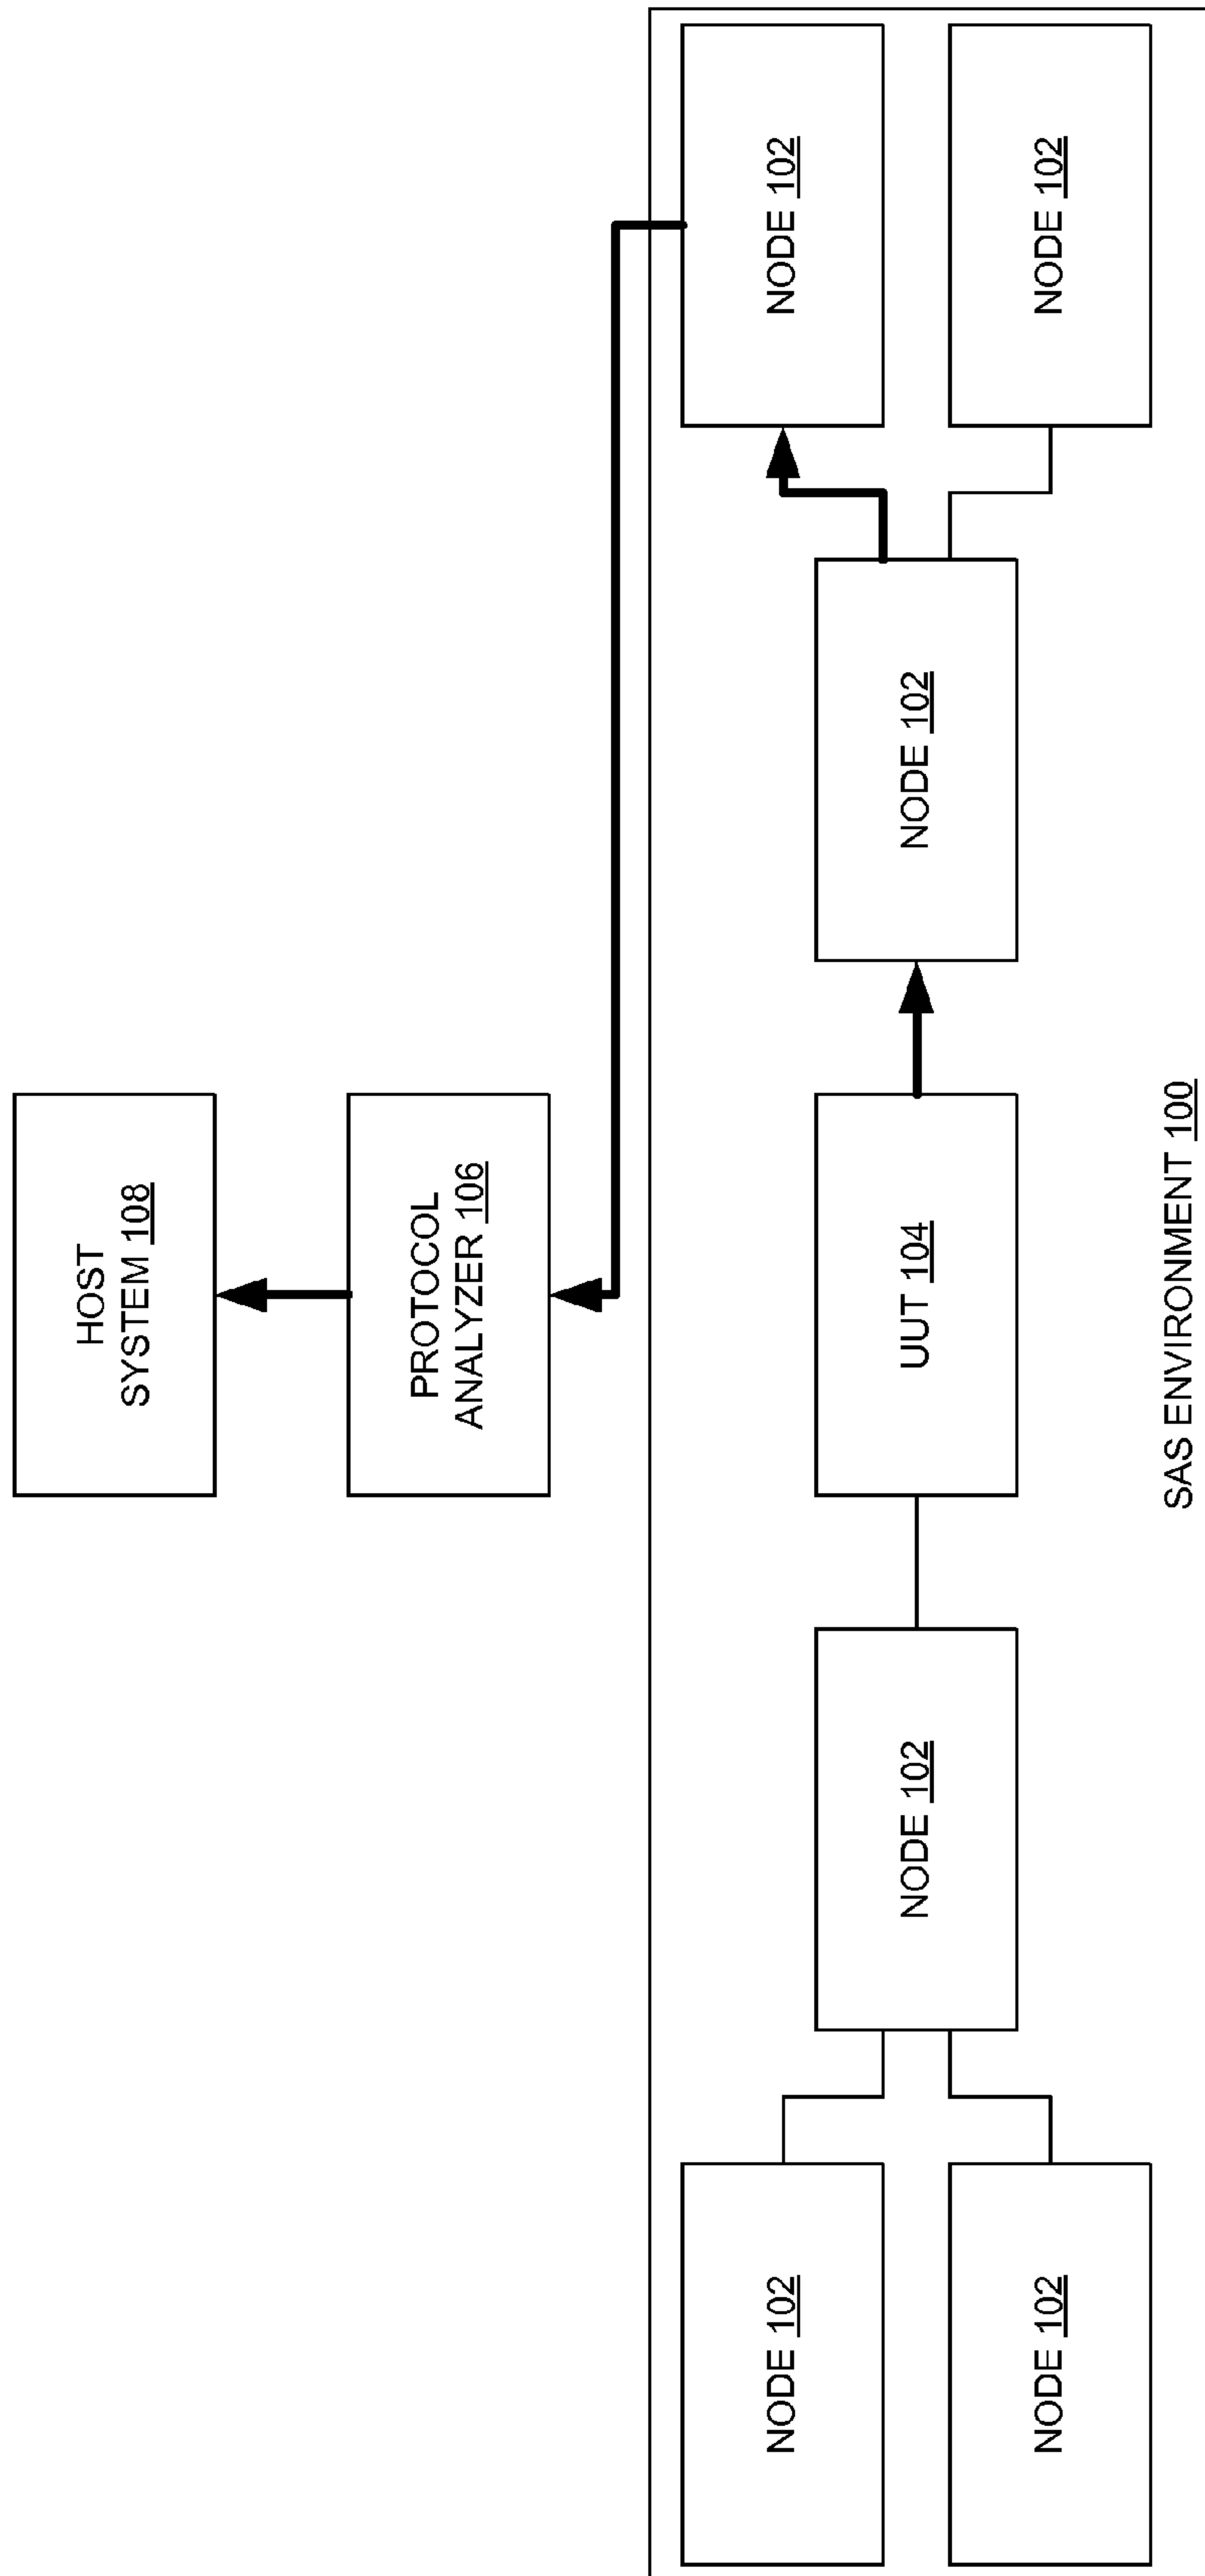 HOST
SYSTEM 108
PROTOCOL
ANALYZER 106
NODE 102
NODE 102
NODE 102
UUT 104
NODE 102
NODE 102
NODE 102
SAS ENVIRONMENT 100